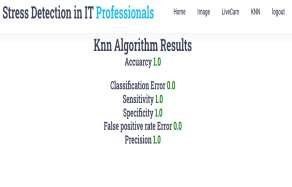 Stress Detection in IT Professionals Home Image LiveCam KNN logout
Knn Algorithm Results
Accuarcy 1.0
Classification Error 0.0
Sensitivity 1.0
Specificity 1.0
False positive rate Error 0.0
Precision 1.0